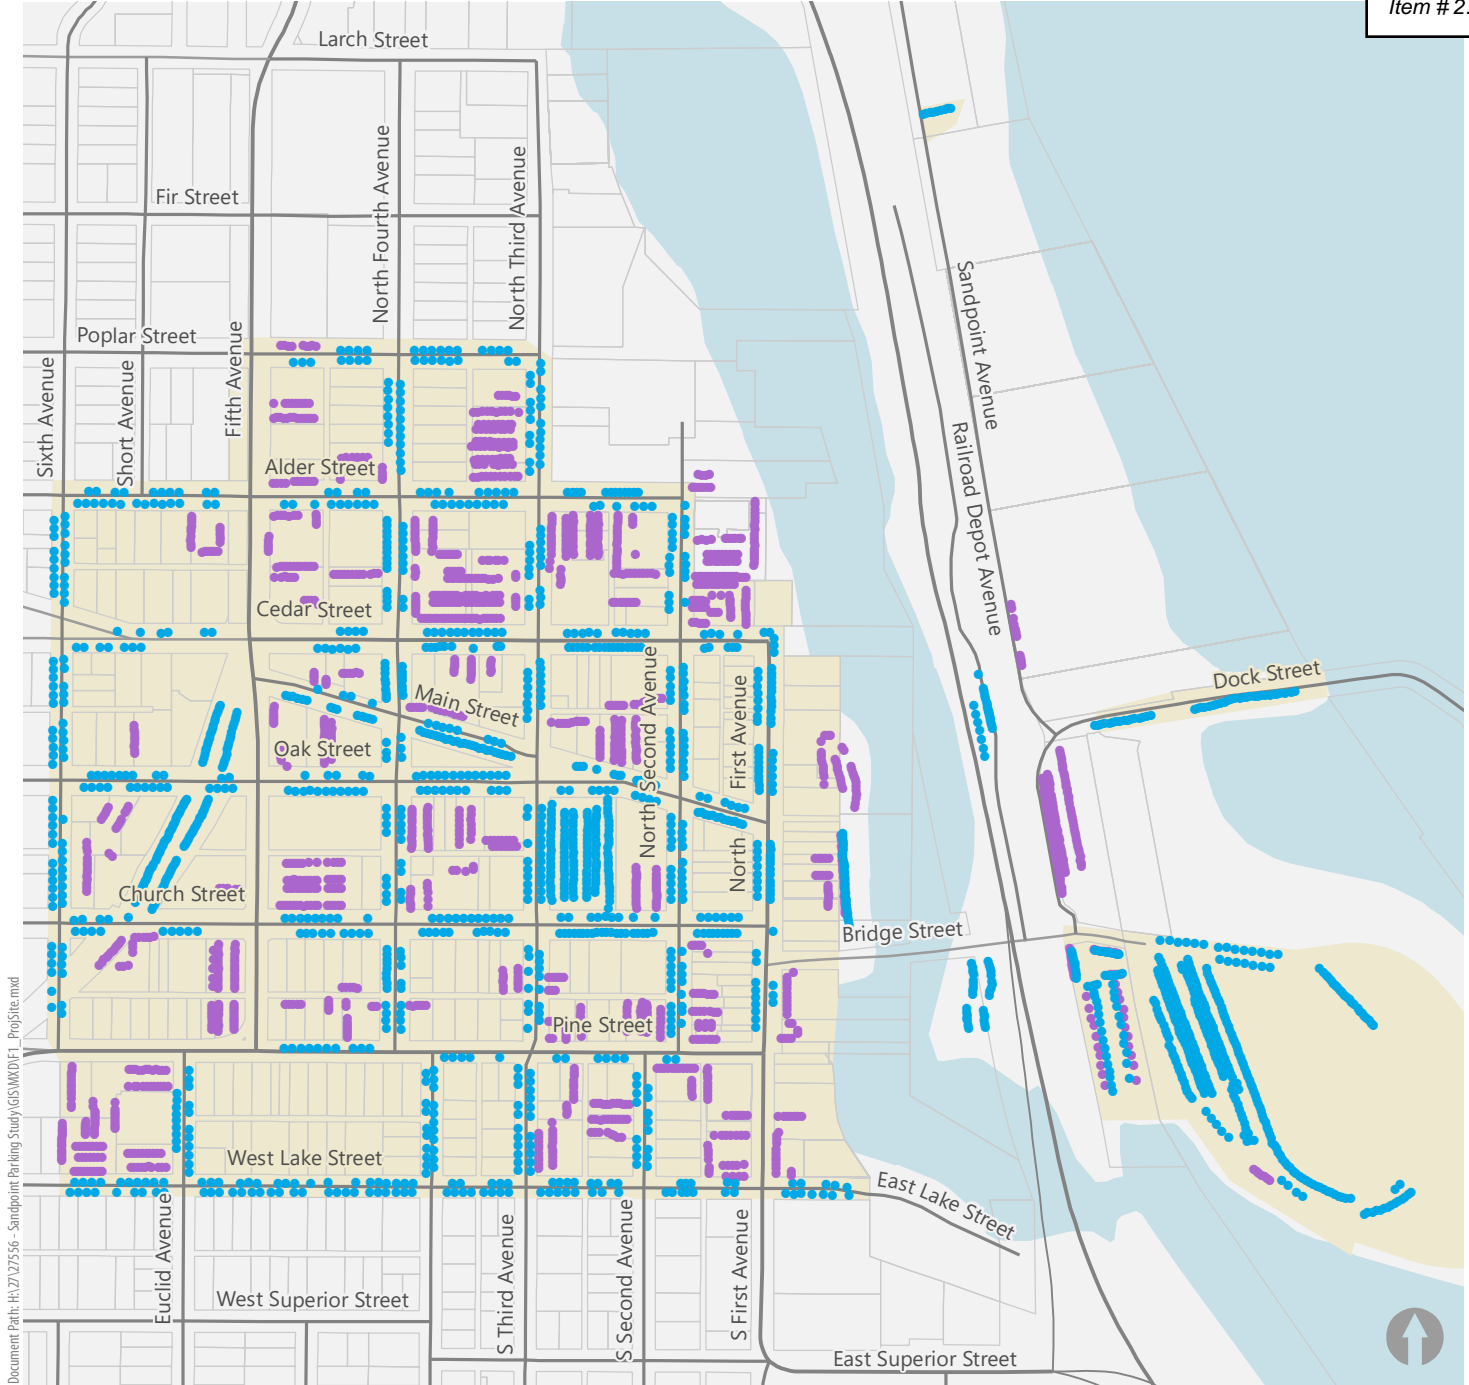 Item # 2.
Larch Street
Fir Street
North Fourth Avenue
North Third Avenue
Poplar Street
Fifth Avenue
Sixth Avenue
Short Avenue
Sandpoint Avenue
Railroad Depot Avenue
Alder Street
Cedar Street
Main Street
Oak Street
North Second Avenue
North First Avenue
Dock Street
Church Street
Bridge Street
Pine Street
West Lake Street
East Lake Street
Euclid Avenue
S Third Avenue
S Second Avenue
S First Avenue
West Superior Street
East Superior Street
Document Path: H:\27\27556 - Sandpoint Parking Study\GIS\MXD\F1_ProjSite.mxd